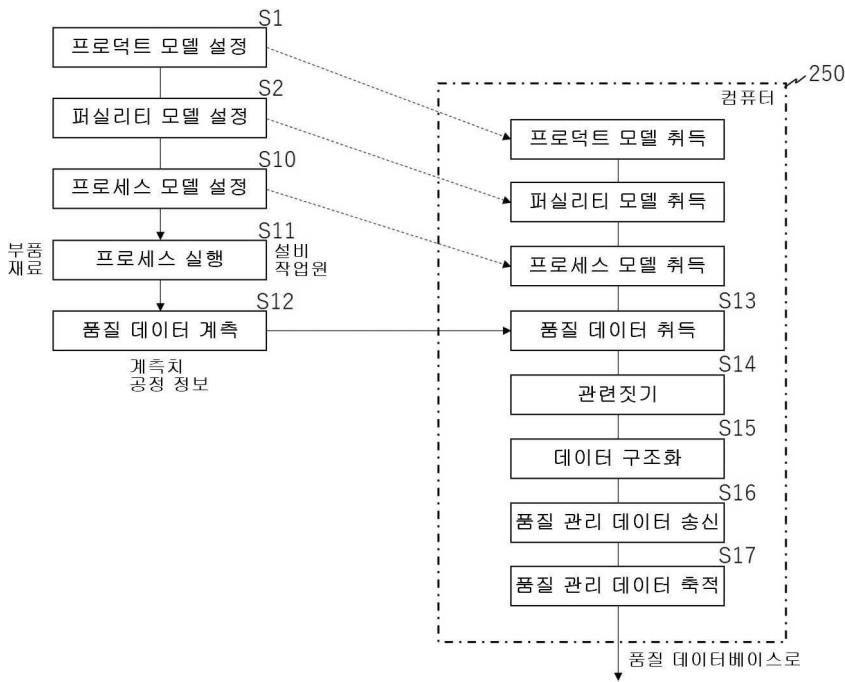 S1
프로덕트 모델 설정
S2
퍼실리티 모델 설정
S10
프로세스 모델 설정
S11
부품
재료
프로세스 실행
설비
작업원
S12
품질 데이터 계측
계측치
공정 정보
250
컴퓨터
프로덕트 모델 취득
퍼실리티 모델 취득
프로세스 모델 취득
S13
품질 데이터 취득
S14
관련짓기
S15
데이터 구조화
S16
품질 관리 데이터 송신
S17
품질 관리 데이터 축적
품질 데이터베이스로